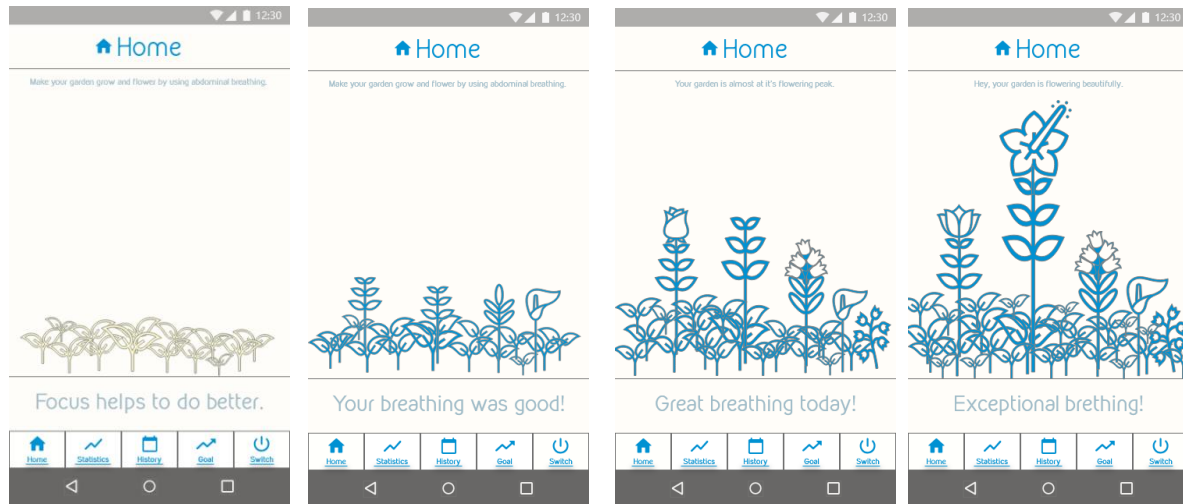 12:30
Home
Make your garden grow and flower by using abdominal breathing.
Focus helps to do better.
Home Statistics History Goal Switch
12:30
Home
Make your garden grow and flower by using abdominal breathing.
Your breathing was good!
Home Statistics History Goal Switch
12:30
Home
Your garden is almost at it's flowering peak.
Great breathing today!
Home Statistics History Goal Switch
12:30
Home
Hey, your garden is flowering beautifully.
Exceptional brething!
Home Statistics History Goal Switch